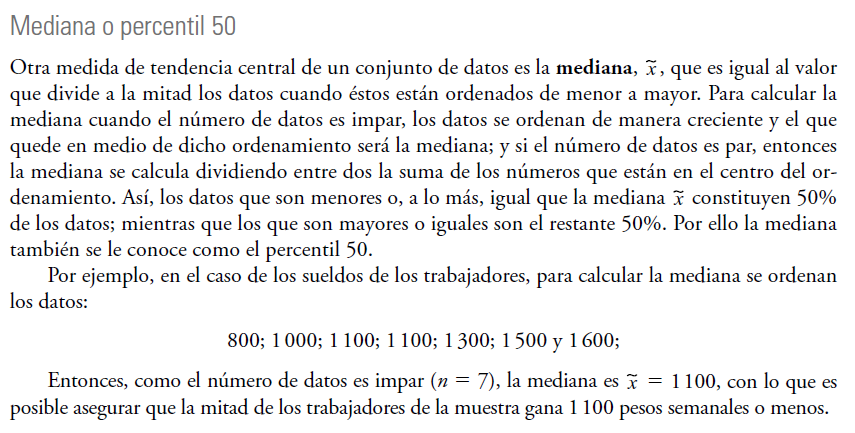 Mediana o percentil 50
Otra medida de tendencia central de un conjunto de datos es la mediana, x̃, que es igual al valor
que divide a la mitad los datos cuando éstos están ordenados de menor a mayor. Para calcular la
mediana cuando el número de datos es impar, los datos se ordenan de manera creciente y el que
quede en medio de dicho ordenamiento será la mediana; y si el número de datos es par, entonces
la mediana se calcula dividiendo entre dos la suma de los números que están en el centro del or-
denamiento. Así, los datos que son menores o, a lo más, igual que la mediana x̃ constituyen 50%
de los datos; mientras que los que son mayores o iguales son el restante 50%. Por ello la mediana
también se le conoce como el percentil 50.
Por ejemplo, en el caso de los sueldos de los trabajadores, para calcular la mediana se ordenan
los datos:
800; 1 000; 1 100; 1 100; 1 300; 1 500 y 1 600;
Entonces, como el número de datos es impar (n = 7), la mediana es x̃ = 1 100, con lo que es
posible asegurar que la mitad de los trabajadores de la muestra gana 1 100 pesos semanales o menos.